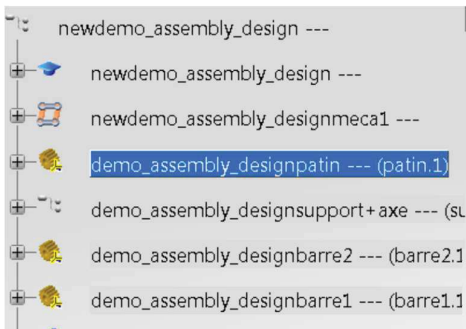 newdemo_assembly_design ---
newdemo_assembly_design ---
newdemo_assembly_designmeca1 ---
demo_assembly_designpatin --- (patin.1)
demo_assembly_designsupport+axe --- (su
demo_assembly_designbarre2 --- (barre2.1
demo_assembly_designbarre1 --- (barre1.1